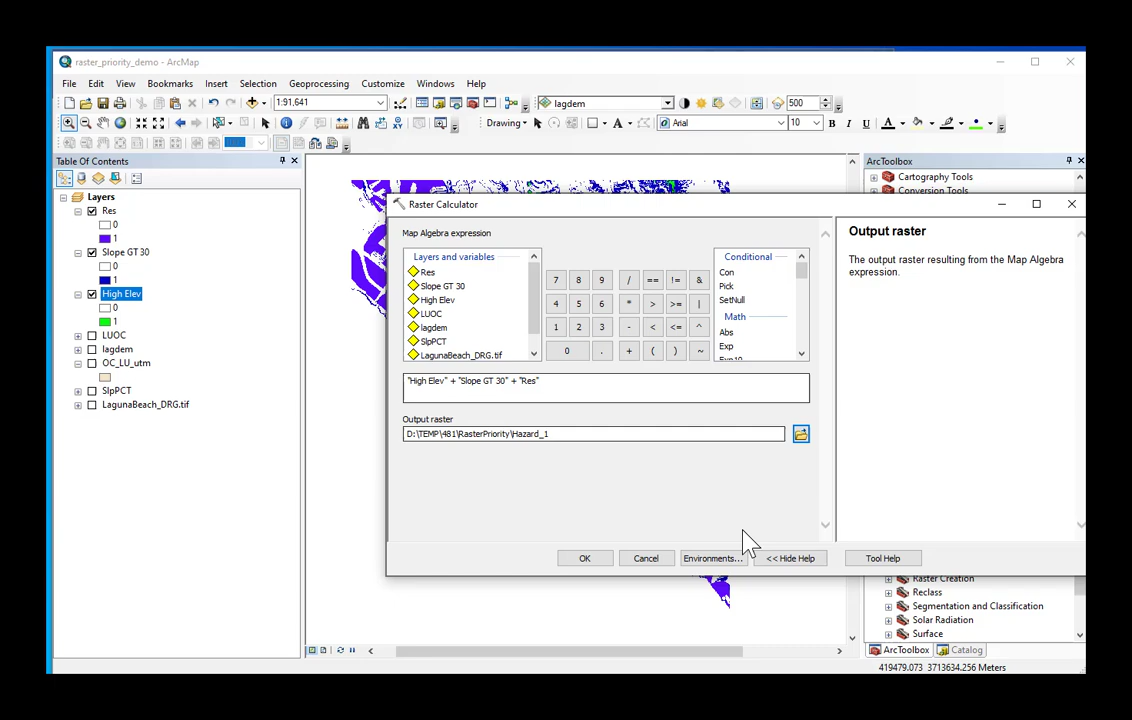 raster_priority_demo - ArcMap
File Edit View Bookmarks Insert Selection Geoprocessing Customize Windows Help
1:91,641
lagdem
500
Drawing
A
Arial
10
B I U A
Table Of Contents
Layers
Res
0
1
Slope GT 30
0
1
High Elev
0
1
LUOC
lagdem
OC_LU_utm
SlpPCT
LagunaBeach_DRG.tif
ArcToolbox
Cartography Tools
Conversion Tools
Raster Calculator
Map Algebra expression
Layers and variables
Res
Slope GT 30
High Elev
LUOC
lagdem
SlpPCT
LagunaBeach_DRG.tif
7 8 9 / == != &
4 5 6 * > >= |
1 2 3 - < <= ^
0 . + ( ) ~
Conditional
Con
Pick
SetNull
Math
Abs
Exp
Exp10
"High Elev" + "Slope GT 30" + "Res"
Output raster
D:\TEMP\481\RasterPriority\Hazard_1
OK Cancel Environments... << Hide Help Tool Help
Output raster
The output raster resulting from the Map Algebra
expression.
Raster Creation
Reclass
Segmentation and Classification
Solar Radiation
Surface
ArcToolbox Catalog
419479.073 3713634.256 Meters